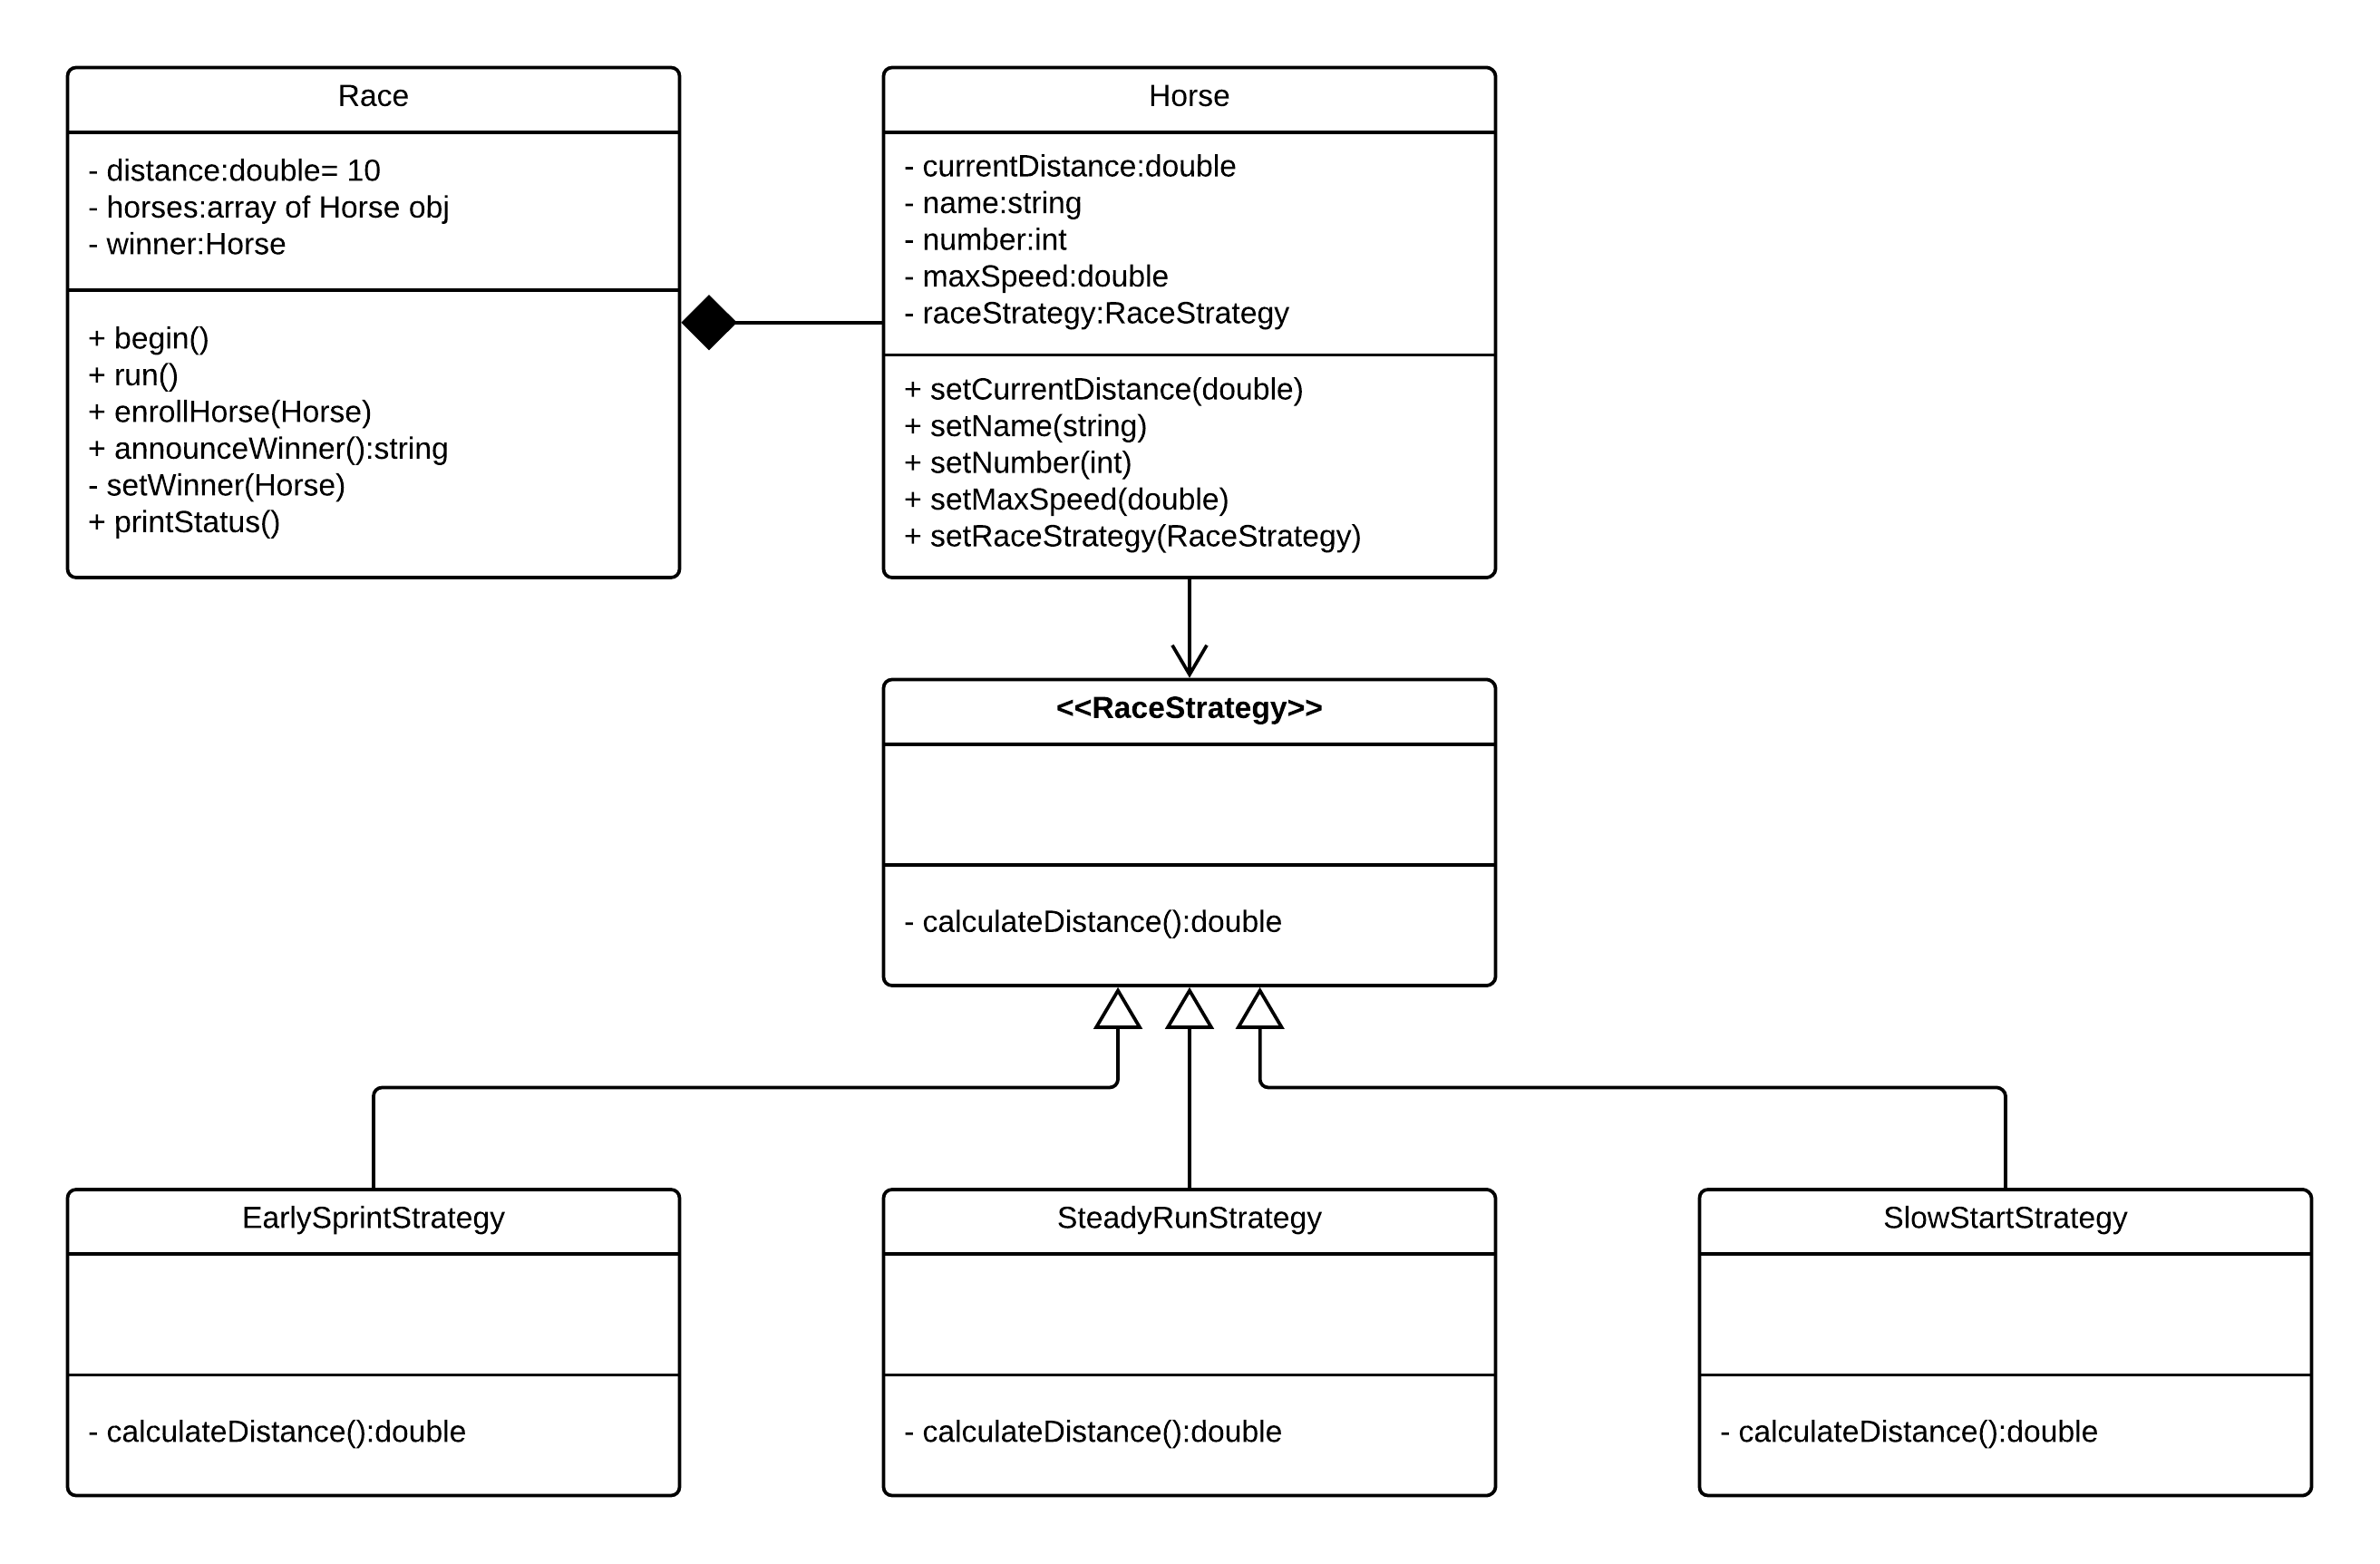 Race
- distance:double= 10
- horses:array of Horse obj
- winner:Horse
+ begin()
+ run()
+ enrollHorse(Horse)
+ announceWinner():string
- setWinner(Horse)
+ printStatus()
Horse
- currentDistance:double
- name:string
- number:int
- maxSpeed:double
- raceStrategy:RaceStrategy
+ setCurrentDistance(double)
+ setName(string)
+ setNumber(int)
+ setMaxSpeed(double)
+ setRaceStrategy(RaceStrategy)
<<RaceStrategy>>
- calculateDistance():double
EarlySprintStrategy
- calculateDistance():double
SteadyRunStrategy
- calculateDistance():double
SlowStartStrategy
- calculateDistance():double